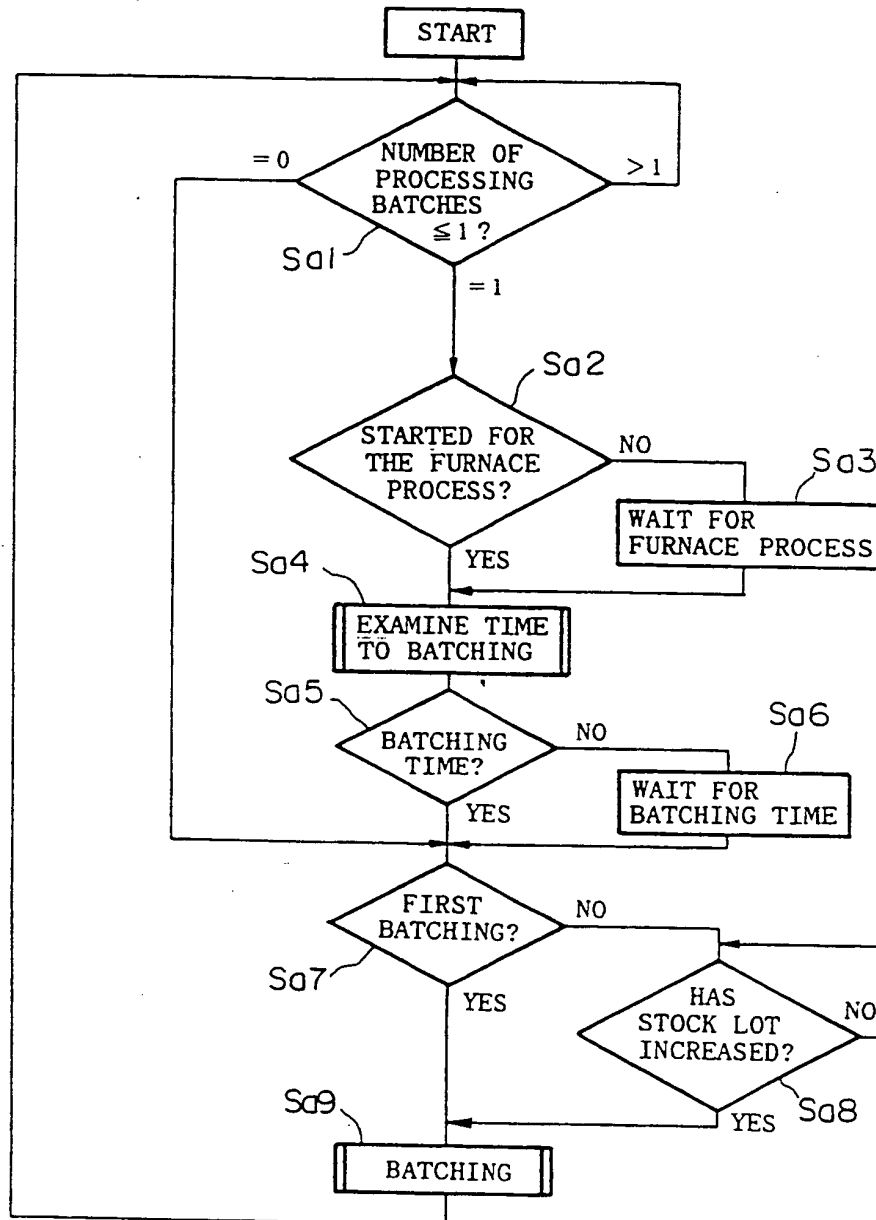 START
= 0
NUMBER OF
PROCESSING
BATCHES
≦ 1 ?
> 1
Sa1
= 1
Sa2
STARTED FOR
THE FURNACE
PROCESS?
NO
Sa3
WAIT FOR
FURNACE PROCESS
YES
Sa4
EXAMINE TIME
TO BATCHING
Sa5
BATCHING
TIME?
NO
Sa6
WAIT FOR
BATCHING TIME
YES
FIRST
BATCHING?
NO
Sa7
YES
HAS
STOCK LOT
INCREASED?
NO
Sa8
YES
Sa9
BATCHING